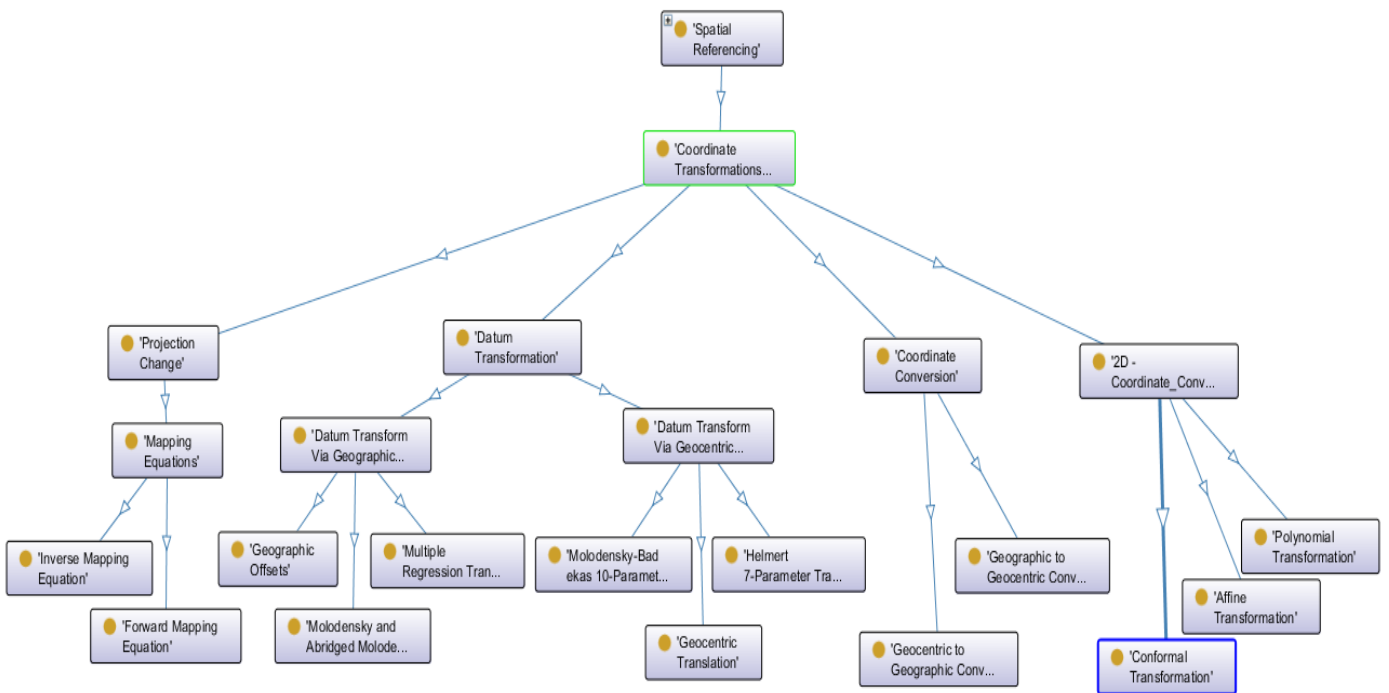 'Spatial
Referencing'
'Coordinate
Transformations...
'Projection
Change'
'Datum
Transformation'
'Coordinate
Conversion'
'2D -
Coordinate_Conv...
'Mapping
Equations'
'Datum Transform
Via Geographic...
'Datum Transform
Via Geocentric...
'Inverse Mapping
Equation'
'Forward Mapping
Equation'
'Geographic
Offsets'
'Molodensky and
Abridged Molode...
'Multiple
Regression Tran...
'Molodensky-Bad
ekas 10-Paramet...
'Geocentric
Translation'
'Helmert
7-Parameter Tra...
'Geocentric to
Geographic Conv...
'Geographic to
Geocentric Conv...
'Conformal
Transformation'
'Affine
Transformation'
'Polynomial
Transformation'